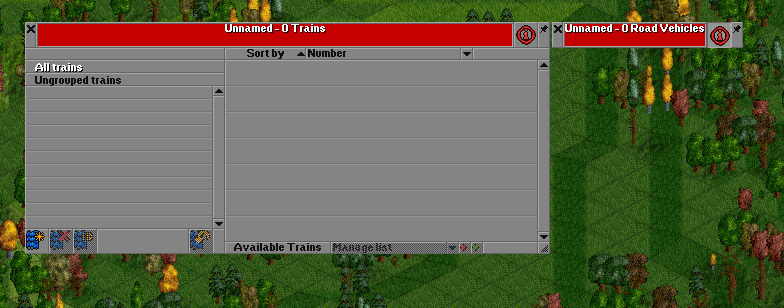 Unnamed - 0 Trains
Unnamed - 0 Road Vehicles
Sort by Number
All trains
Ungrouped trains
Available Trains Manage list